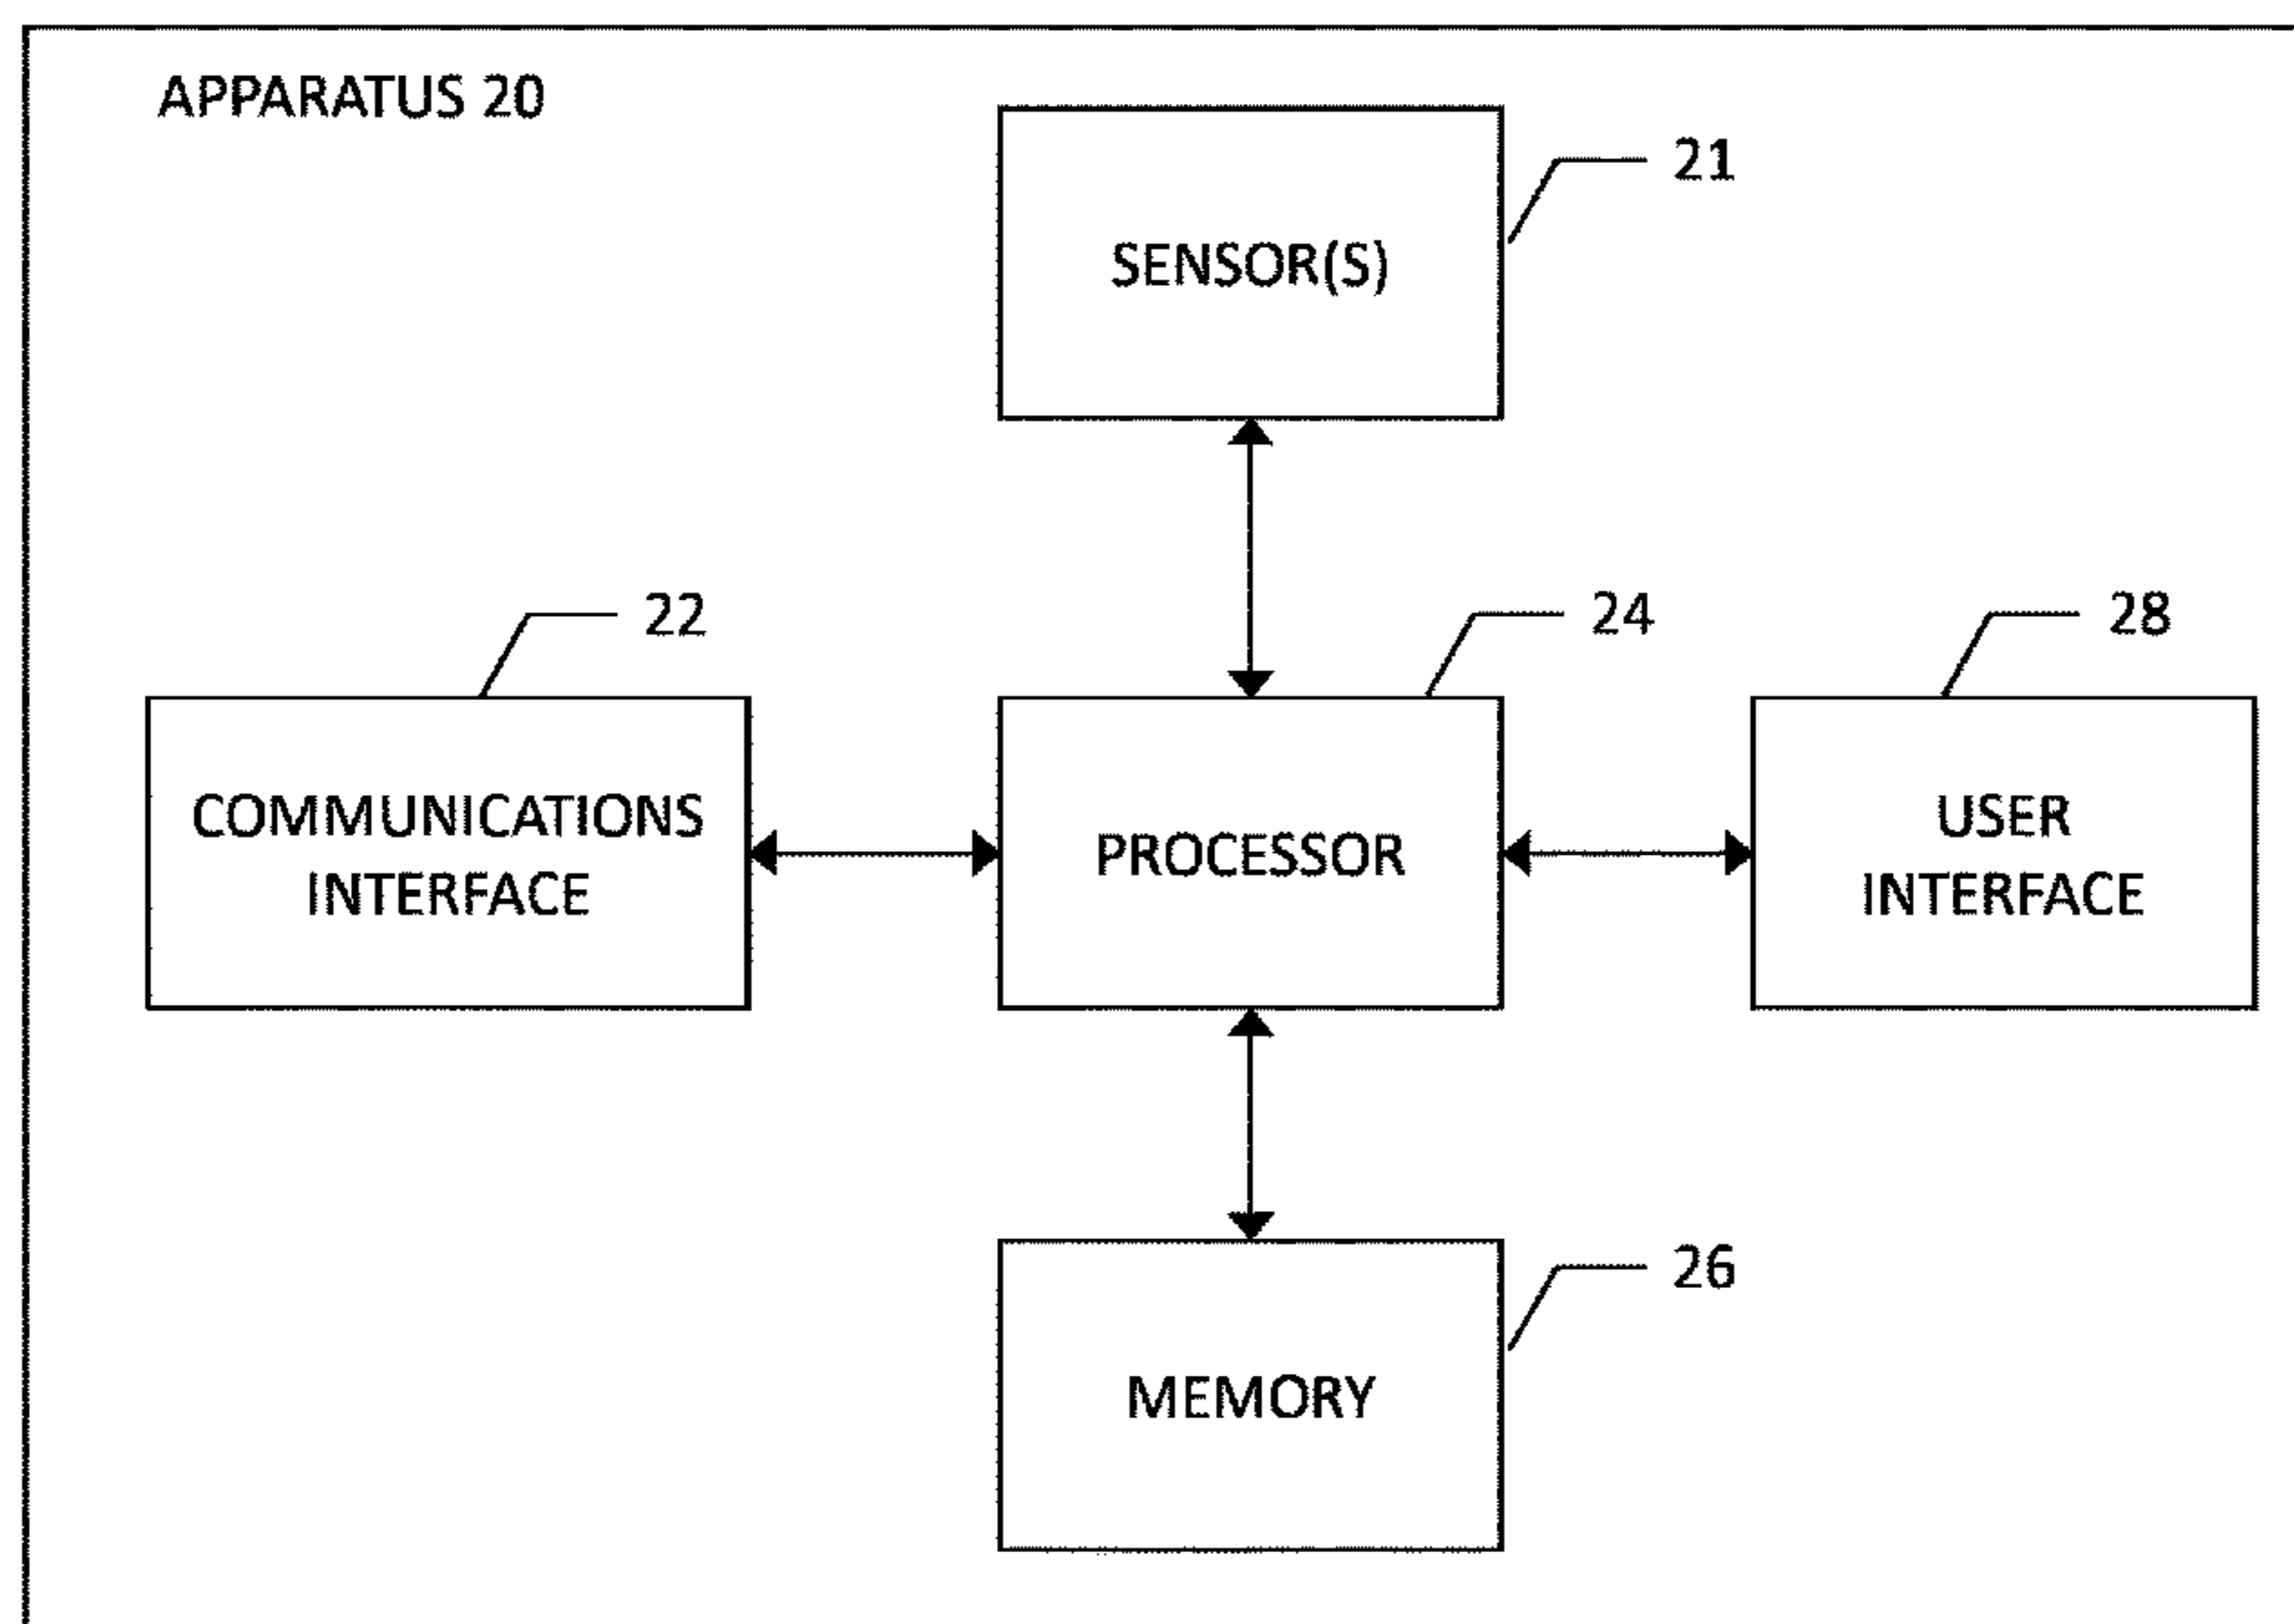 APPARATUS 20
21
SENSOR(S)
22
24
28
COMMUNICATIONS
INTERFACE
PROCESSOR
USER
INTERFACE
26
MEMORY